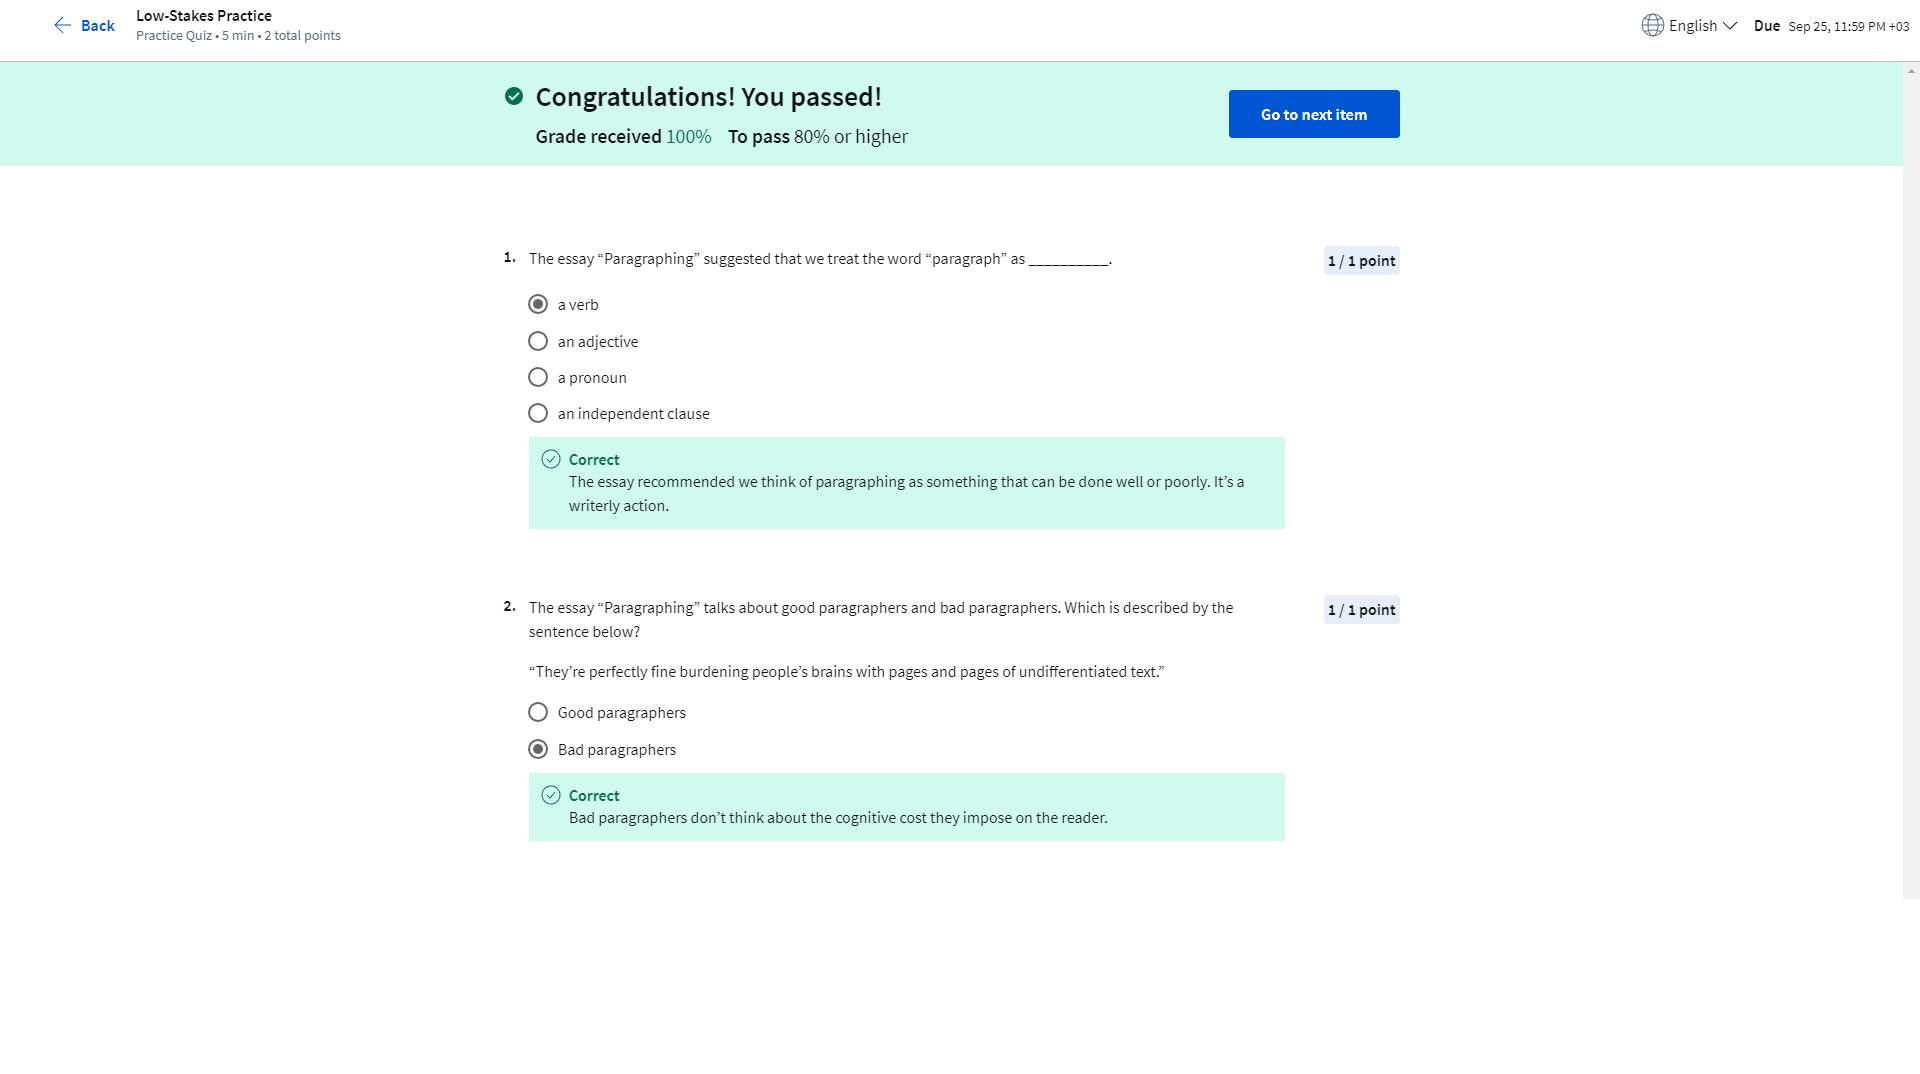 Back
Low-Stakes Practice
Practice Quiz • 5 min • 2 total points
English
Due Sep 25, 11:59 PM +03
Congratulations! You passed!
Grade received 100% To pass 80% or higher
Go to next item
1. The essay “Paragraphing” suggested that we treat the word “paragraph” as __________.
1 / 1 point
a verb
an adjective
a pronoun
an independent clause
Correct
The essay recommended we think of paragraphing as something that can be done well or poorly. It’s a
writerly action.
2. The essay “Paragraphing” talks about good paragraphers and bad paragraphers. Which is described by the
sentence below?
1 / 1 point
“They’re perfectly fine burdening people’s brains with pages and pages of undifferentiated text.”
Good paragraphers
Bad paragraphers
Correct
Bad paragraphers don’t think about the cognitive cost they impose on the reader.